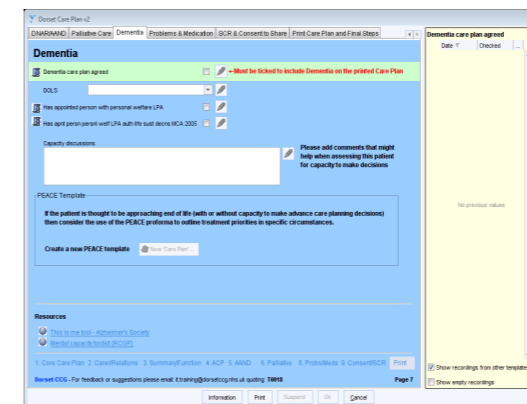 Dorset Care Plan v2
DNAR/AAND Palliative Care Dementia Problems & Medication SCR & Consent to Share Print Care Plan and Final Steps
Dementia
Dementia care plan agreed
<-Must be ticked to include Dementia on the printed Care Plan
DOLS
Has appointed person with personal welfare LPA
Has apnt persn personl welf LPA auth life sust decns MCA 2005
Capacity discussions
Please add comments that might
help when assessing this patient
for capacity to make decisions
PEACE Template
If the patient is thought to be approaching end of life (with or without capacity to make advance care planning decisions)
then consider the use of the PEACE proforma to outline treatment priorities in specific circumstances.
Create a new PEACE template
New 'Care Plan'...
Resources
This is me tool - Alzheimer's Society
Mental capacity toolkit (RCGP)
1. Core Care Plan 2. Carer/Relations 3. Summary/Function 4. ACP 5. AAND 6. Palliative 8. Probs/Meds 9. Consent/SCR Print
Dorset CCG - For feedback or suggestions please email: it.training@dorsetccg.nhs.uk quoting: T0018
Page 7
Information Print Suspend Ok Cancel
Dementia care plan agreed
Date Checked ...
No previous values
Show recordings from other template
Show empty recordings